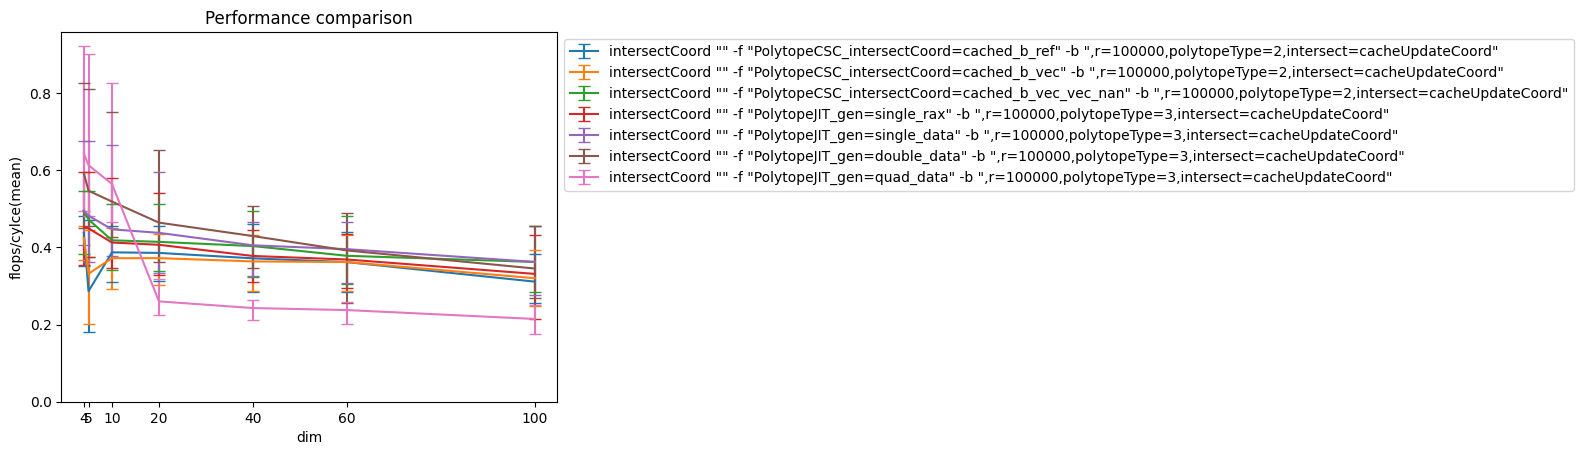 Performance comparison
flops/cylce(mean)
0.8
0.6
0.4
0.2
0.0
4 5 10 20 40 60 100
dim
intersectCoord "" -f "PolytopeCSC_intersectCoord=cached_b_ref" -b ",r=100000,polytopeType=2,intersect=cacheUpdateCoord"
intersectCoord "" -f "PolytopeCSC_intersectCoord=cached_b_vec" -b ",r=100000,polytopeType=2,intersect=cacheUpdateCoord"
intersectCoord "" -f "PolytopeCSC_intersectCoord=cached_b_vec_vec_nan" -b ",r=100000,polytopeType=2,intersect=cacheUpdateCoord"
intersectCoord "" -f "PolytopeJIT_gen=single_rax" -b ",r=100000,polytopeType=3,intersect=cacheUpdateCoord"
intersectCoord "" -f "PolytopeJIT_gen=single_data" -b ",r=100000,polytopeType=3,intersect=cacheUpdateCoord"
intersectCoord "" -f "PolytopeJIT_gen=double_data" -b ",r=100000,polytopeType=3,intersect=cacheUpdateCoord"
intersectCoord "" -f "PolytopeJIT_gen=quad_data" -b ",r=100000,polytopeType=3,intersect=cacheUpdateCoord"